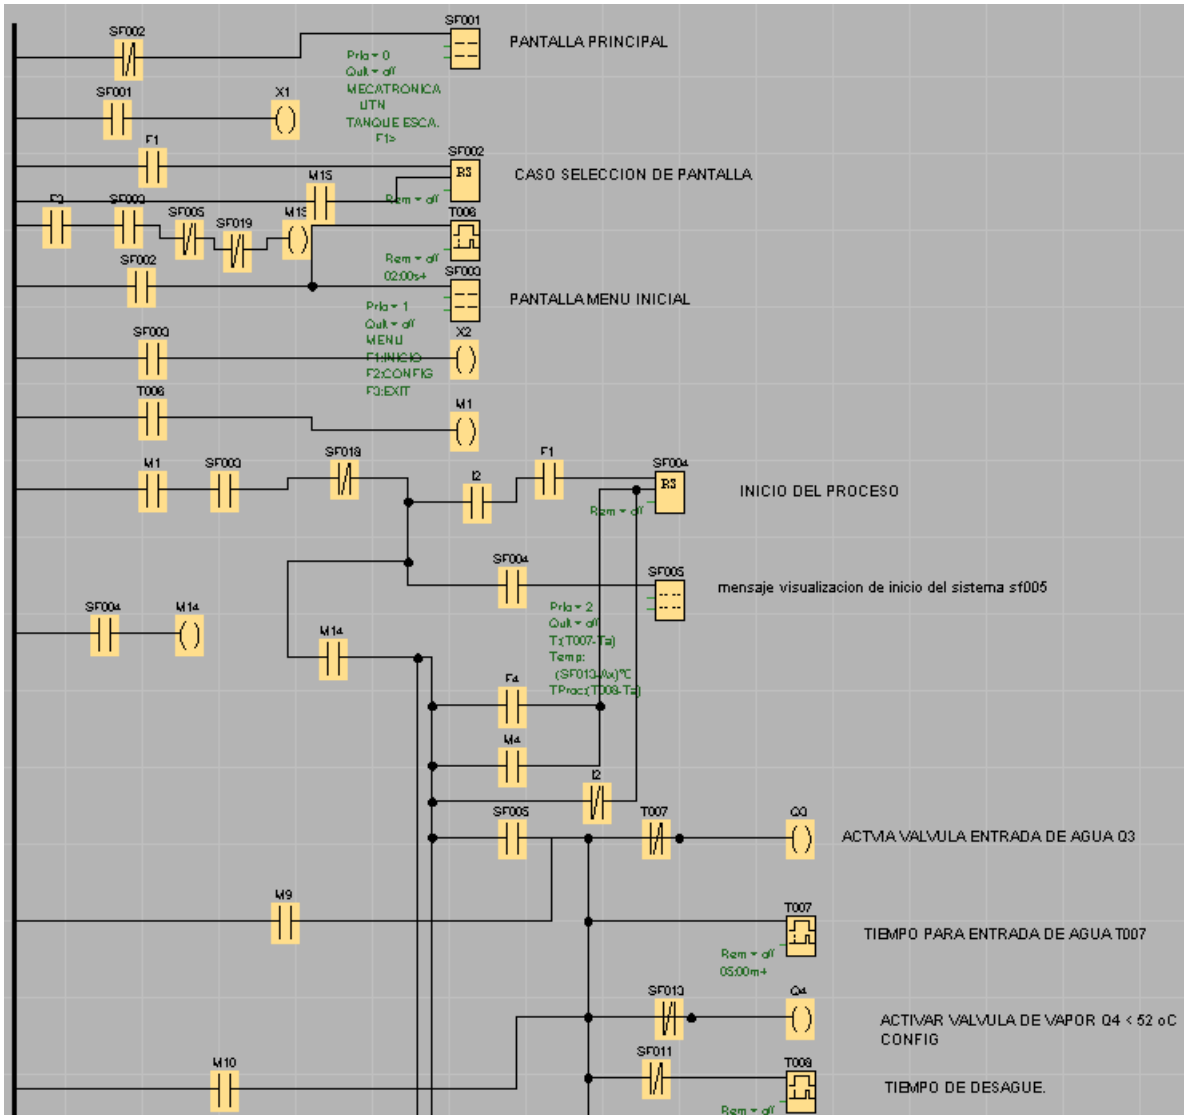 SF002
SF001
PANTALLA PRINCIPAL
Prio = 0
Quit = off
MECATRONICA
UTN
TANQUE ESCA.
F1>
SF001
X1
F1
SF002
RS
CASO SELECCION DE PANTALLA
M15
Rem = off
F3
SF003
SF005
SF019
M15
T006
Rem = off
02:00s+
SF002
SF003
PANTALLA MENU INICIAL
Prio = 1
Quit = off
MENU
F1:INICIO
F2:CONFIG
F3:EXIT
SF003
X2
T006
M1
M1
SF003
SF018
I2
F1
SF004
RS
INICIO DEL PROCESO
Rem = off
SF004
SF005
mensaje visualizacion de inicio del sistema sf005
Prio = 2
Quit = off
T:(T007-Ta)
Temp:
(SF013-Ax)ºC
TProc:(T008-Ta)
SF004
M14
M14
F4
M4
I2
SF005
T007
Q3
ACTVIA VALVULA ENTRADA DE AGUA Q3
M9
T007
TIEMPO PARA ENTRADA DE AGUA T007
Rem = off
05:00m+
SF013
Q4
ACTIVAR VALVULA DE VAPOR Q4 < 52 oC
CONFIG
M10
SF011
T008
TIEMPO DE DESAGUE.
Rem = off